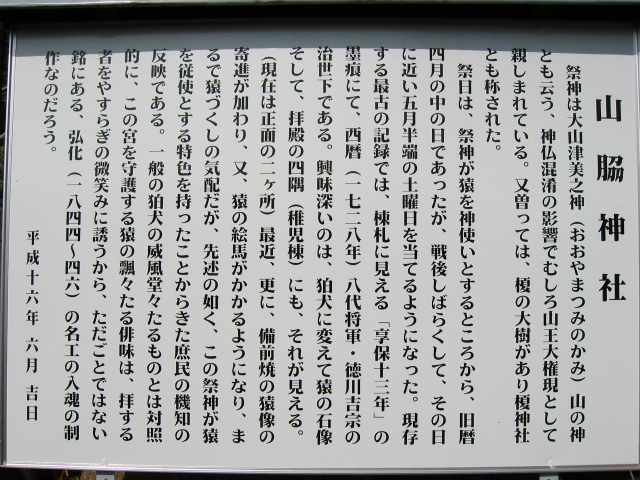 山脇神社
祭神は大山津美之神（おおやまつみのかみ）山の神
とも云う、神仏混淆の影響でむしろ山王大権現として
親しまれている。又曽っては、榎の大樹があり榎神社
とも称された。
祭日は、祭神が猿を神使いとするところから、旧暦
四月の中の日であったが、戦後しばらくして、その日
に近い五月半端の土曜日を当てるようになった。現存
する最古の記録では、棟札に見える「享保十三年」の
墨痕にて、西暦（一七二八年）八代将軍・徳川吉宗の
治世下である。興味深いのは、狛犬に変えて猿の石像
そして、拝殿の四隅（稚児棟）にも、それが見える。
（現在は正面の二ヶ所）最近、更に、備前焼の猿像の
寄進が加わり、又、猿の絵馬がかかるようになり、ま
るで猿づくしの気配だが、先述の如く、この祭神が猿
を従使とする特色を持ったことからきた庶民の機知の
反映である。一般の狛犬の威風堂々たるものとは対照
的に、この宮を守護する猿の飄々たる俳味は、拝する
者をやすらぎの微笑みに誘うから、ただごとではない
銘にある、弘化（一八四四～四六）の名工の入魂の制
作なのだろう。
平成十六年 六月 吉日